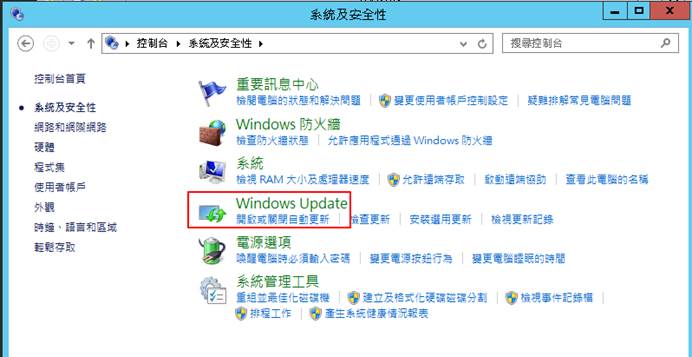 系統及安全性
控制台 系統及安全性
搜尋控制台
控制台首頁
系統及安全性
網路和網際網路
硬體
程式集
使用者帳戶
外觀
時鐘、語言和區域
輕鬆存取
重要訊息中心
檢閱電腦的狀態和解決問題 變更使用者帳戶控制設定 疑難排解常見電腦問題
Windows 防火牆
檢查防火牆狀態 允許應用程式通過 Windows 防火牆
系統
檢視 RAM 大小及處理器速度 允許遠端存取 啟動遠端協助 查看此電腦的名稱
Windows Update
開啟或關閉自動更新 檢查更新 安裝選用更新 檢視更新記錄
電源選項
喚醒電腦時必須輸入密碼 變更電源按鈕行為 變更電腦睡眠的時間
系統管理工具
重組並最佳化磁碟機 建立及格式化硬碟磁碟分割 檢視事件記錄檔
排程工作 產生系統健康情況報表